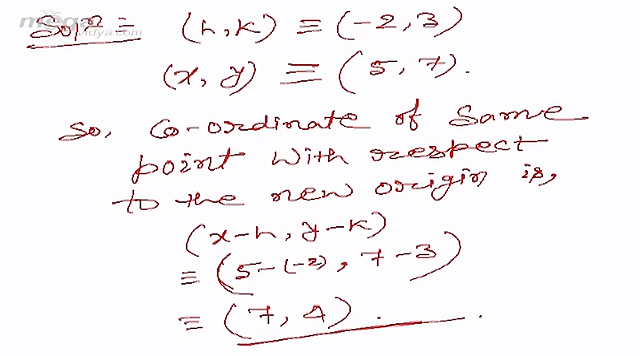 Solⁿ =   (h, k) ≡ (-2, 3)
(x, y) ≡ (5, 7).
So, Co-ordinate of Same
point with respect
to the new origin is,
(x-h, y-k)
≡ (5-(-2), 7-3)
≡ (7, 4).